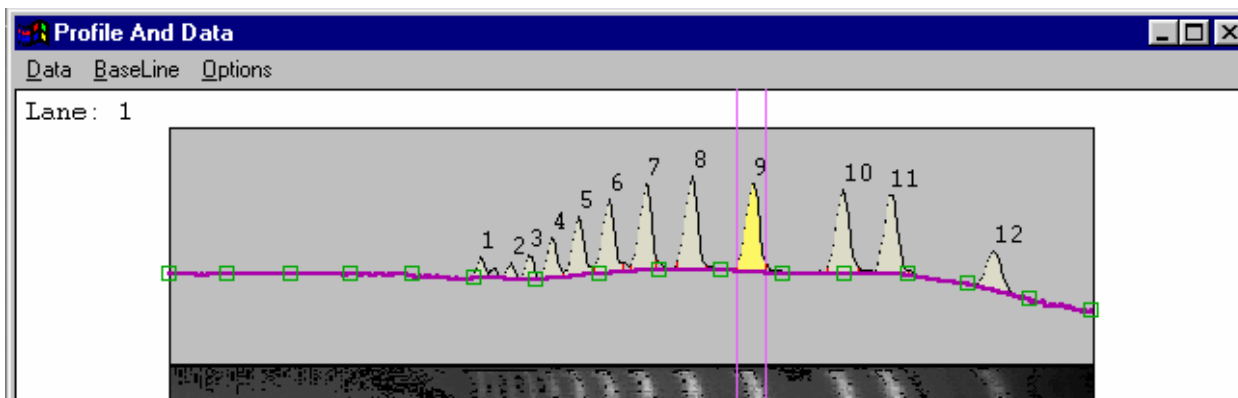 Profile And Data
Data BaseLine Options
Lane: 1
1 2 3 4 5 6 7 8 9 10 11 12